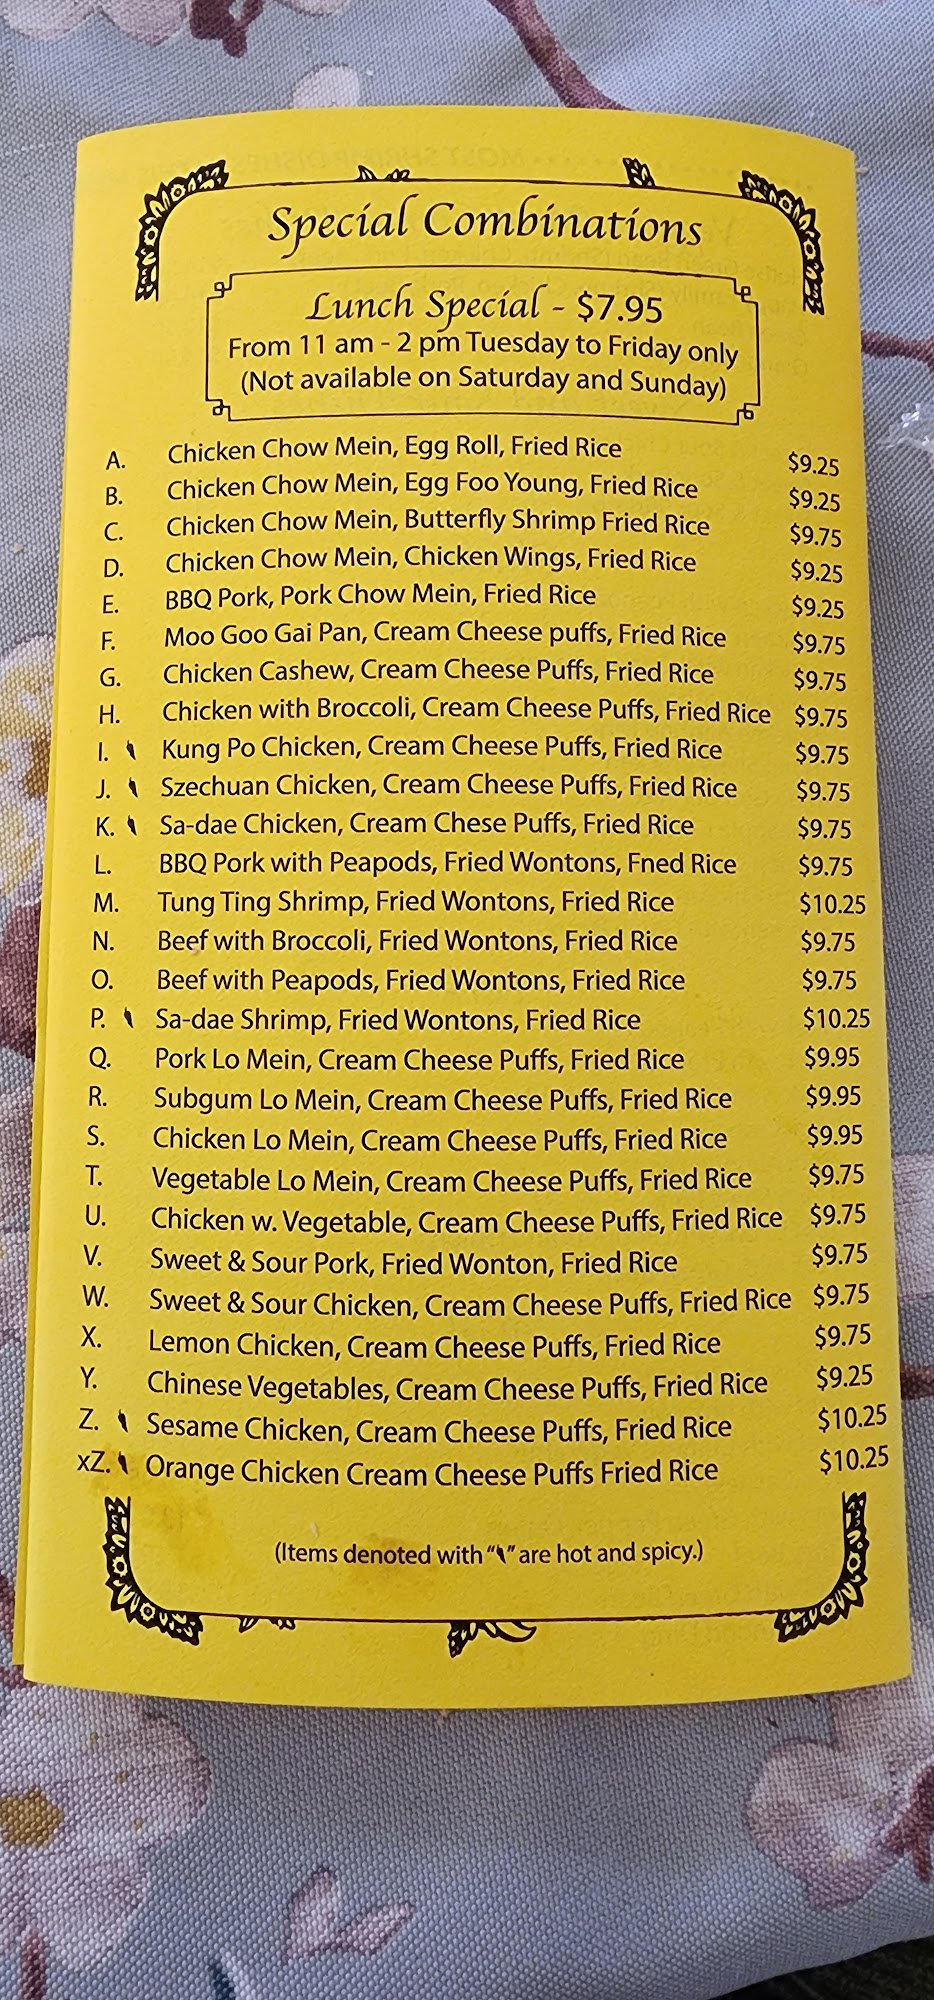 Special Combinations
Lunch Special - $7.95
From 11 am - 2 pm Tuesday to Friday only
(Not available on Saturday and Sunday)
A. Chicken Chow Mein, Egg Roll, Fried Rice $9.25
B. Chicken Chow Mein, Egg Foo Young, Fried Rice $9.25
C. Chicken Chow Mein, Butterfly Shrimp Fried Rice $9.75
D. Chicken Chow Mein, Chicken Wings, Fried Rice $9.25
E. BBQ Pork, Pork Chow Mein, Fried Rice $9.25
F. Moo Goo Gai Pan, Cream Cheese puffs, Fried Rice $9.75
G. Chicken Cashew, Cream Cheese Puffs, Fried Rice $9.75
H. Chicken with Broccoli, Cream Cheese Puffs, Fried Rice $9.75
I. Kung Po Chicken, Cream Cheese Puffs, Fried Rice $9.75
J. Szechuan Chicken, Cream Cheese Puffs, Fried Rice $9.75
K. Sa-dae Chicken, Cream Chese Puffs, Fried Rice $9.75
L. BBQ Pork with Peapods, Fried Wontons, Fned Rice $9.75
M. Tung Ting Shrimp, Fried Wontons, Fried Rice $10.25
N. Beef with Broccoli, Fried Wontons, Fried Rice $9.75
O. Beef with Peapods, Fried Wontons, Fried Rice $9.75
P. Sa-dae Shrimp, Fried Wontons, Fried Rice $10.25
Q. Pork Lo Mein, Cream Cheese Puffs, Fried Rice $9.95
R. Subgum Lo Mein, Cream Cheese Puffs, Fried Rice $9.95
S. Chicken Lo Mein, Cream Cheese Puffs, Fried Rice $9.95
T. Vegetable Lo Mein, Cream Cheese Puffs, Fried Rice $9.75
U. Chicken w. Vegetable, Cream Cheese Puffs, Fried Rice $9.75
V. Sweet & Sour Pork, Fried Wonton, Fried Rice $9.75
W. Sweet & Sour Chicken, Cream Cheese Puffs, Fried Rice $9.75
X. Lemon Chicken, Cream Cheese Puffs, Fried Rice $9.75
Y. Chinese Vegetables, Cream Cheese Puffs, Fried Rice $9.25
Z. Sesame Chicken, Cream Cheese Puffs, Fried Rice $10.25
xZ. Orange Chicken Cream Cheese Puffs Fried Rice $10.25
(Items denoted with "" are hot and spicy.)